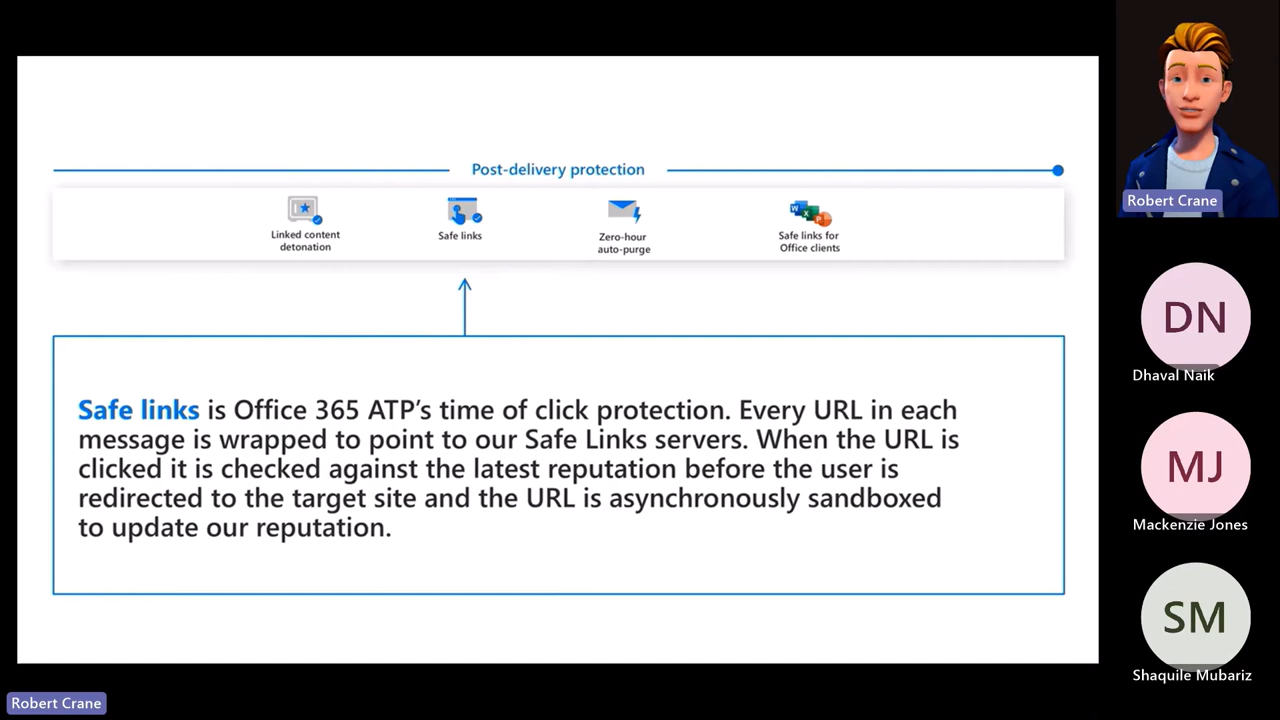 Post-delivery protection
Linked content
detonation
Safe links
Zero-hour
auto-purge
Safe links for
Office clients
Safe links is Office 365 ATP's time of click protection. Every URL in each
message is wrapped to point to our Safe Links servers. When the URL is
clicked it is checked against the latest reputation before the user is
redirected to the target site and the URL is asynchronously sandboxed
to update our reputation.
Robert Crane
DN
Dhaval Naik
MJ
Mackenzie Jones
SM
Shaquile Mubariz
Robert Crane